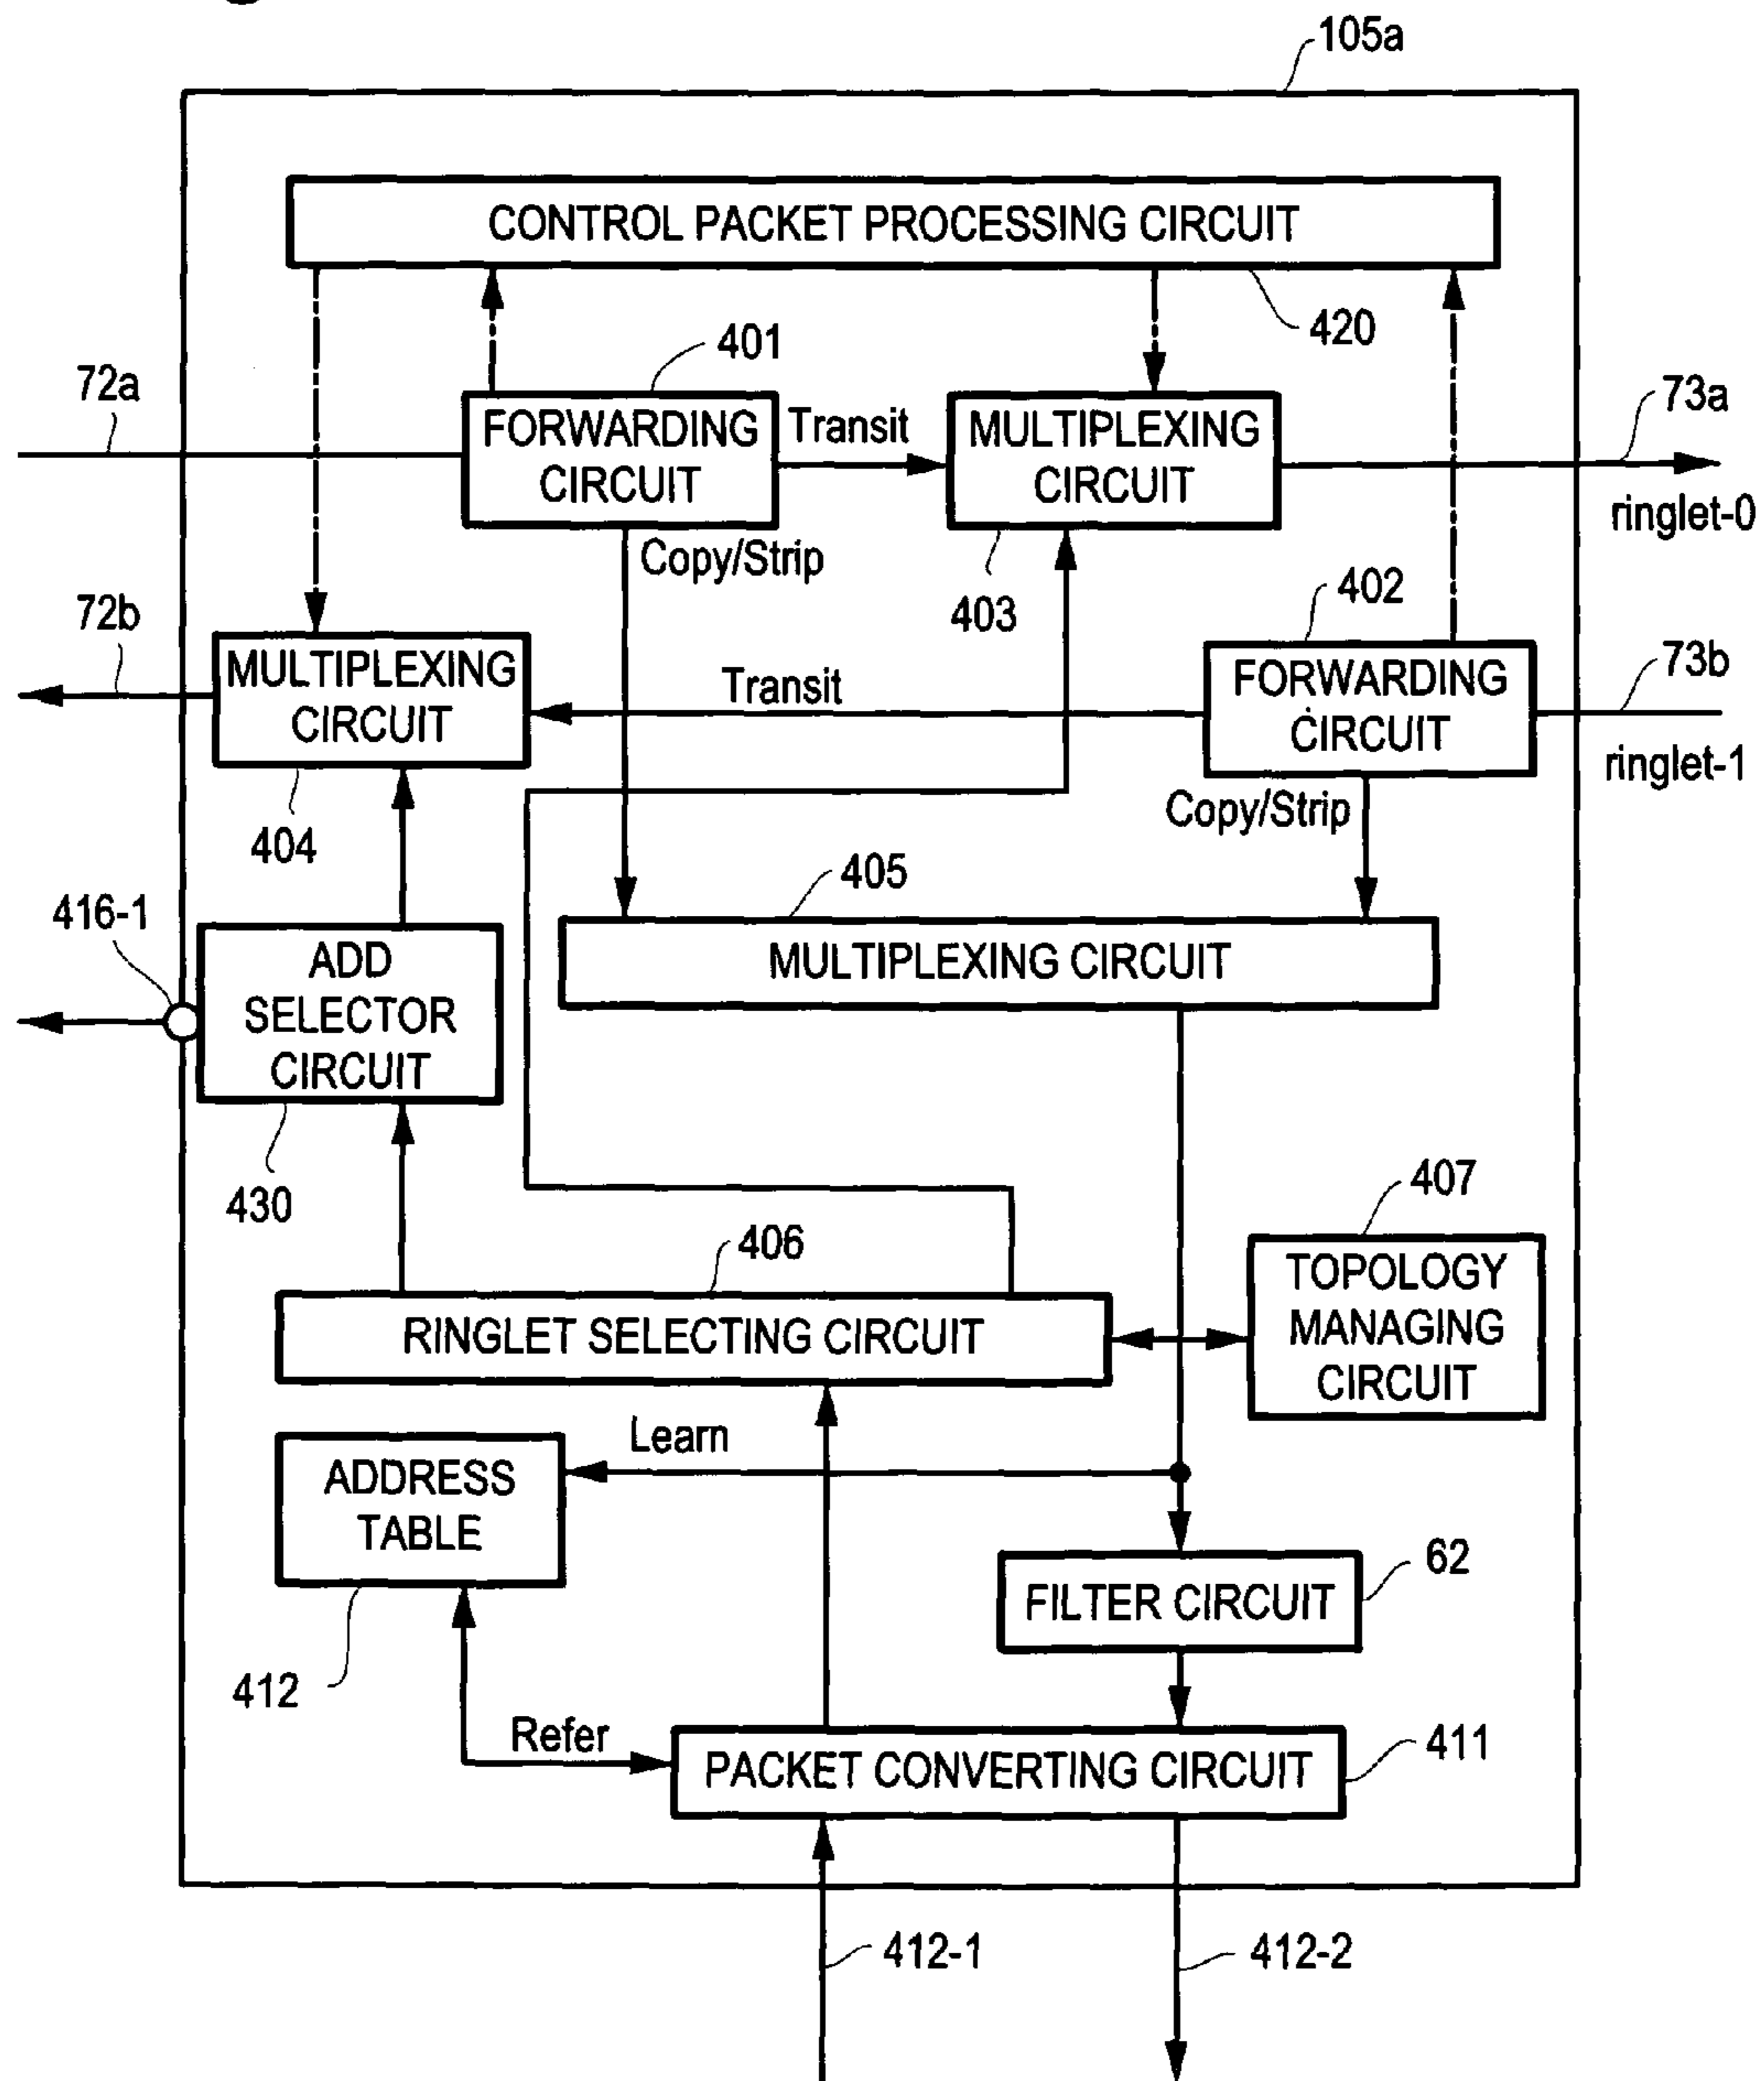 105a
CONTROL PACKET PROCESSING CIRCUIT
420
401
72a
FORWARDING
CIRCUIT
Transit
MULTIPLEXING
CIRCUIT
73a
ringlet-0
Copy/Strip
403
402
72b
MULTIPLEXING
CIRCUIT
Transit
FORWARDING
CIRCUIT
73b
ringlet-1
404
Copy/Strip
405
416-1
ADD
SELECTOR
CIRCUIT
MULTIPLEXING CIRCUIT
430
407
406
RINGLET SELECTING CIRCUIT
TOPOLOGY
MANAGING
CIRCUIT
Learn
ADDRESS
TABLE
62
FILTER CIRCUIT
412
Refer
PACKET CONVERTING CIRCUIT
411
412-1
412-2